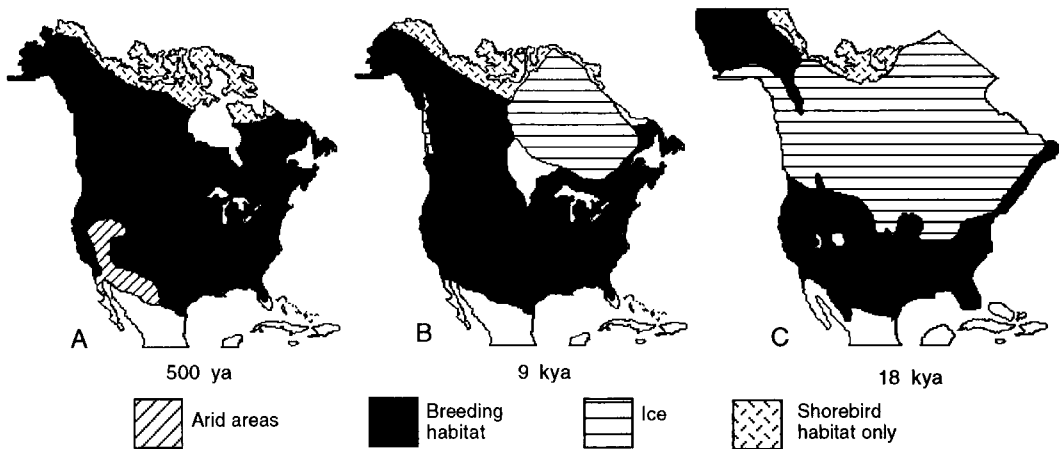 A
B
C
500 ya
9 kya
18 kya
Arid areas
Breeding
habitat
Ice
Shorebird
habitat only